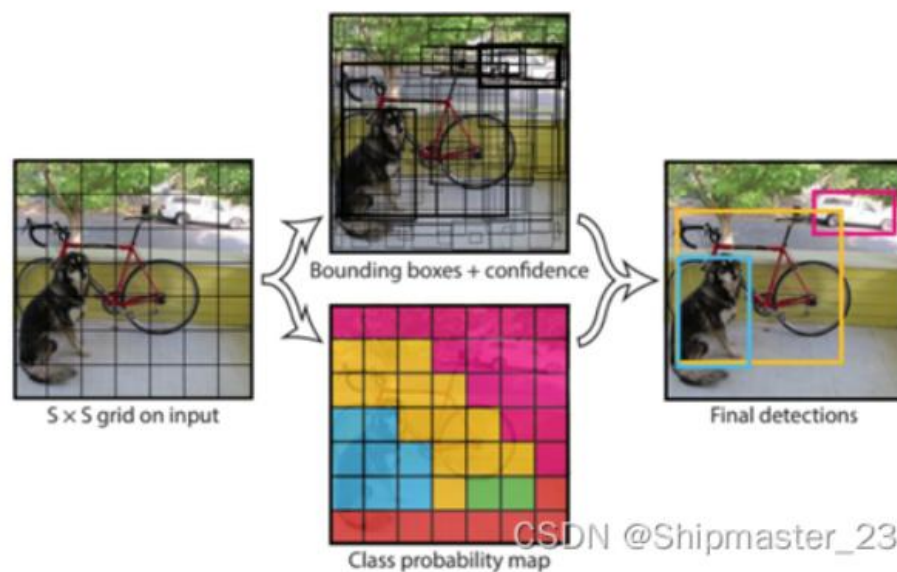 Bounding boxes + confidence
S × S grid on input
Final detections
Class probability map
CSDN @Shipmaster_23